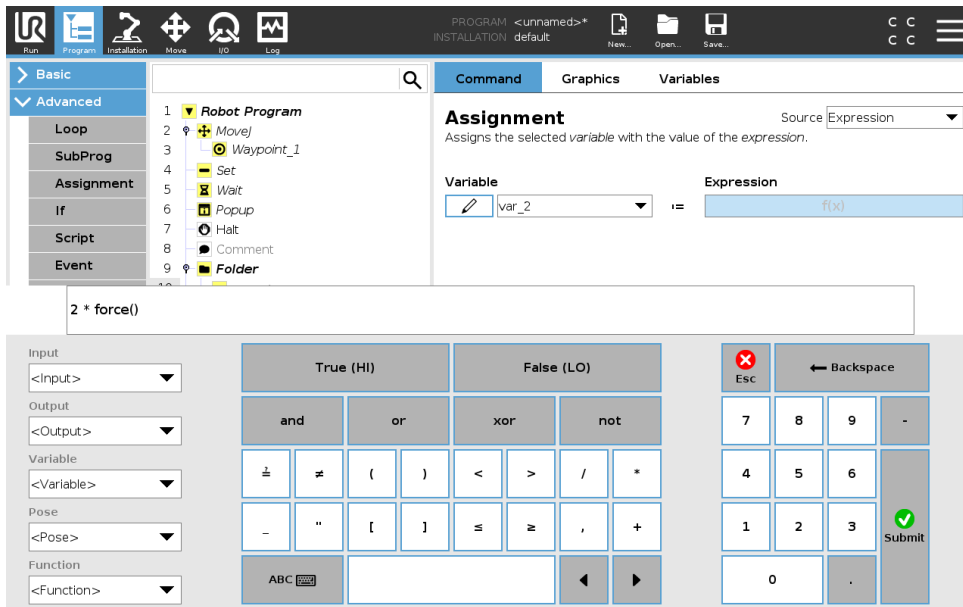 PROGRAM <unnamed>*
INSTALLATION default
Run Program Installation Move I/O Log New... Open... Save... C C
C C
Basic
Advanced
Loop
SubProg
Assignment
If
Script
Event
1 Robot Program
2 MoveJ
3 Waypoint_1
4 Set
5 Wait
6 Popup
7 Halt
8 Comment
9 Folder
Command Graphics Variables
Assignment Source Expression
Assigns the selected variable with the value of the expression.
Variable Expression
var_2 := f(x)
2 * force()
Input
<Input>
Output
<Output>
Variable
<Variable>
Pose
<Pose>
Function
<Function>
True (HI) False (LO) Esc Backspace
and or xor not 7 8 9 -
≟ ≠ ( ) < > / * 4 5 6
_ " [ ] ≤ ≥ , + 1 2 3 Submit
ABC 0 .